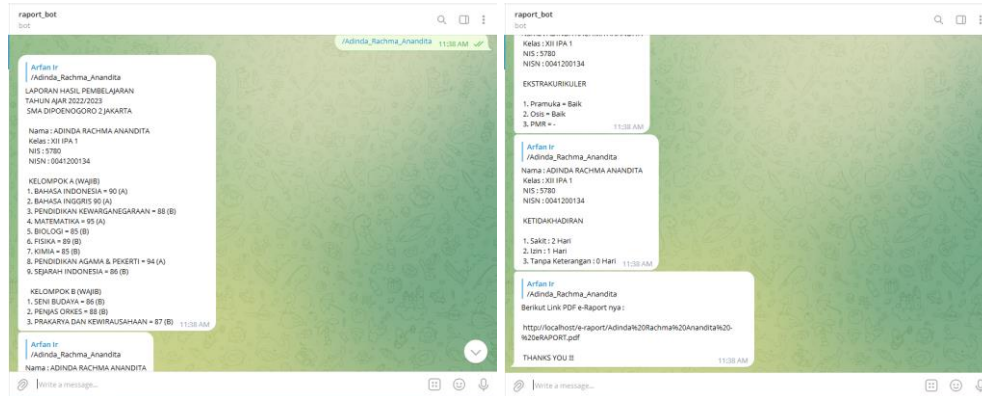 raport_bot
bot
/Adinda_Rachma_Anandita 11:38 AM
Arfan Ir
/Adinda_Rachma_Anandita
LAPORAN HASIL PEMBELAJARAN
TAHUN AJAR 2022/2023
SMA DIPOENOGORO 2 JAKARTA
Nama : ADINDA RACHMA ANANDITA
Kelas : XII IPA 1
NIS : 5780
NISN : 0041200134
KELOMPOK A (WAJIB)
1. BAHASA INDONESIA = 90 (A)
2. BAHASA INGGRIS 90 (A)
3. PENDIDIKAN KEWARGANEGARAAN = 88 (B)
4. MATEMATIKA = 95 (A)
5. BIOLOGI = 85 (B)
6. FISIKA = 89 (B)
7. KIMIA = 85 (B)
8. PENDIDIKAN AGAMA & PEKERTI = 94 (A)
9. SEJARAH INDONESIA = 86 (B)
KELOMPOK B (WAJIB)
1. SENI BUDAYA = 86 (B)
2. PENJAS ORKES = 88 (B)
3. PRAKARYA DAN KEWIRAUSAHAAN = 87 (B) 11:38 AM
Arfan Ir
/Adinda_Rachma_Anandita
Nama : ADINDA RACHMA ANANDITA
Write a message...
raport_bot
bot
Kelas : XII IPA 1
NIS : 5780
NISN : 0041200134
EKSTRAKURIKULER
1. Pramuka = Baik
2. Osis = Baik
3. PMR = - 11:38 AM
Arfan Ir
/Adinda_Rachma_Anandita
Nama : ADINDA RACHMA ANANDITA
Kelas : XII IPA 1
NIS : 5780
NISN : 0041200134
KETIDAKHADIRAN
1. Sakit : 2 Hari
2. Izin : 1 Hari
3. Tanpa Keterangan : 0 Hari 11:38 AM
Arfan Ir
/Adinda_Rachma_Anandita
Berikut Link PDF e-Raport nya :
http://localhost/e-raport/Adinda%20Rachma%20Anandita%20-
%20eRAPORT.pdf
THANKS YOU !!! 11:38 AM
Write a message...